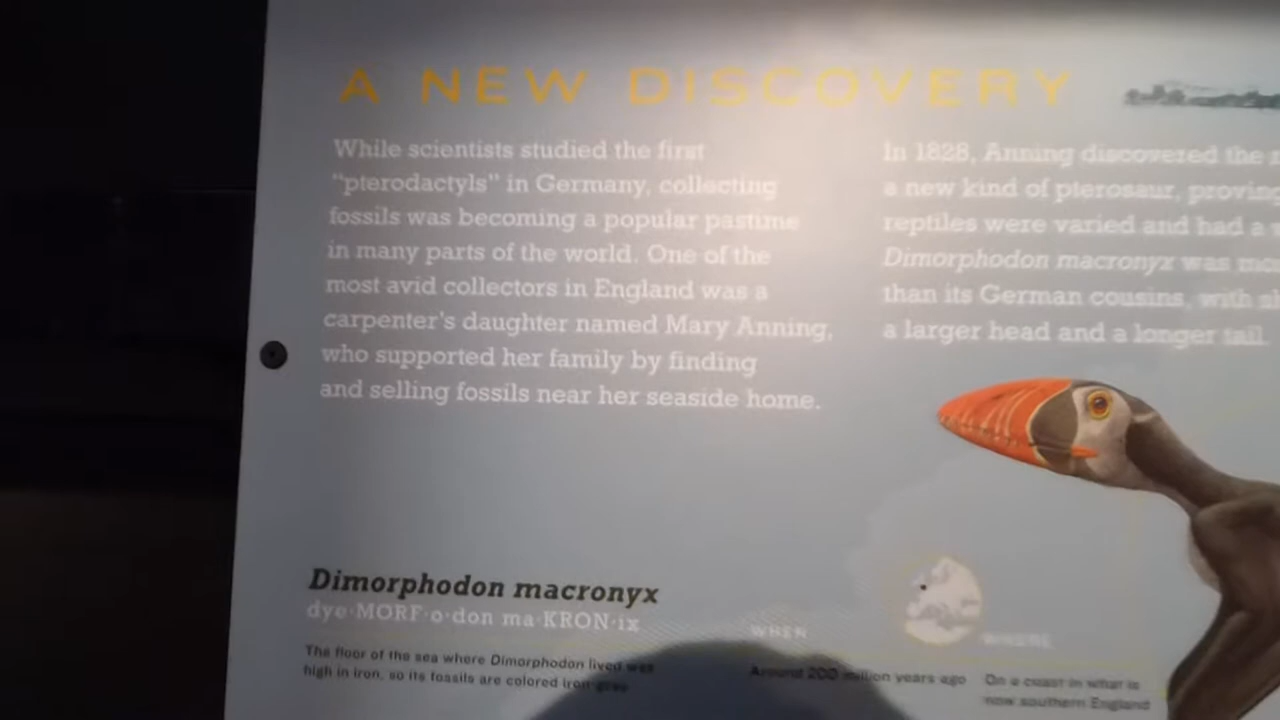 A NEW DISCOVERY
While scientists studied the first
"pterodactyls" in Germany, collecting
fossils was becoming a popular pastime
in many parts of the world. One of the
most avid collectors in England was a
carpenter's daughter named Mary Anning,
who supported her family by finding
and selling fossils near her seaside home.
In 1828, Anning discovered the
a new kind of pterosaur, proving
reptiles were varied and had a
Dimorphodon macronyx was
than its German cousins, with
a larger head and a longer tail.
Dimorphodon macronyx
dye·MORF·o·don ma·KRON·ix
The floor of the sea where Dimorphodon lived was
high in iron, so its fossils are colored iron-gray
WHEN
Around 200 million years ago
WHERE
On a coast in what is
now southern England